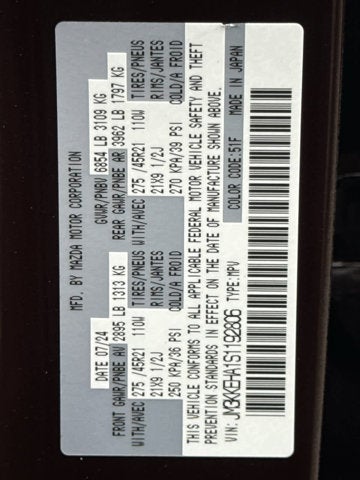 MFD. BY MAZDA MOTOR CORPORATION
DATE 07/24 GVWR/PNBV 6854 LB 3109 KG
FRONT GAWR/PNBE AV 2895 LB 1313 KG REAR GAWR/PNBE AR 3962 LB 1797 KG
WITH/AVEC TIRES/PNEUS WITH/AVEC TIRES/PNEUS
275 /45R21 110W RIMS/JANTES 275 /45R21 110W RIMS/JANTES
21X9 1/2J COLD/A FROID 21X9 1/2J COLD/A FROID
250 KPA/36 PSI 270 KPA/39 PSI
THIS VEHICLE CONFORMS TO ALL APPLICABLE FEDERAL MOTOR VEHICLE SAFETY AND THEFT
PREVENTION STANDARDS IN EFFECT ON THE DATE OF MANUFACTURE SHOWN ABOVE.
VIN: JM3KKEHA1S1192806 TYPE:MPV COLOR CODE:51F MADE IN JAPAN